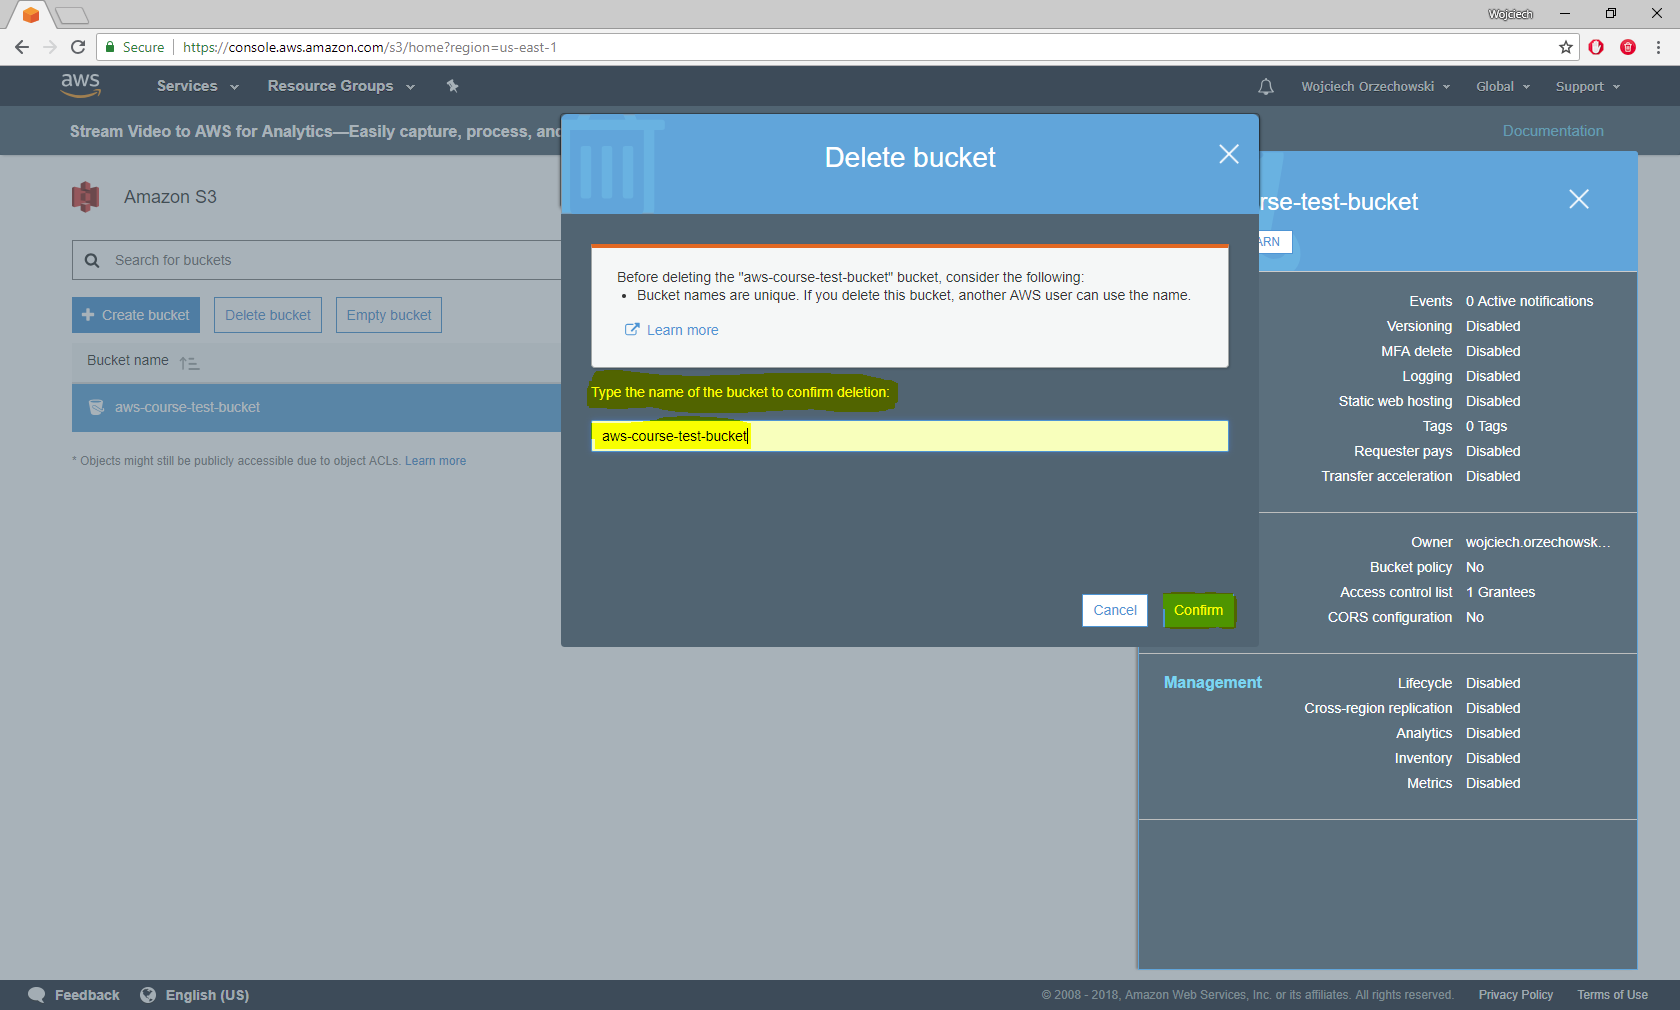 Wojciech
Secure
https://console.aws.amazon.com/s3/home?region=us-east-1
aws
Services
Resource Groups
Wojciech Orzechowski
Global
Support
Stream Video to AWS for Analytics—Easily capture, process, and
Documentation
Delete bucket
rse-test-bucket
ARN
Amazon S3
Search for buckets
Create bucket
Delete bucket
Empty bucket
Bucket name
aws-course-test-bucket
* Objects might still be publicly accessible due to object ACLs. Learn more
Before deleting the "aws-course-test-bucket" bucket, consider the following:
• Bucket names are unique. If you delete this bucket, another AWS user can use the name.
Learn more
Type the name of the bucket to confirm deletion:
aws-course-test-bucket
Cancel
Confirm
Events 0 Active notifications
Versioning Disabled
MFA delete Disabled
Logging Disabled
Static web hosting Disabled
Tags 0 Tags
Requester pays Disabled
Transfer acceleration Disabled
Owner wojciech.orzechowsk...
Bucket policy No
Access control list 1 Grantees
CORS configuration No
Management
Lifecycle Disabled
Cross-region replication Disabled
Analytics Disabled
Inventory Disabled
Metrics Disabled
Feedback
English (US)
© 2008 - 2018, Amazon Web Services, Inc. or its affiliates. All rights reserved.
Privacy Policy
Terms of Use